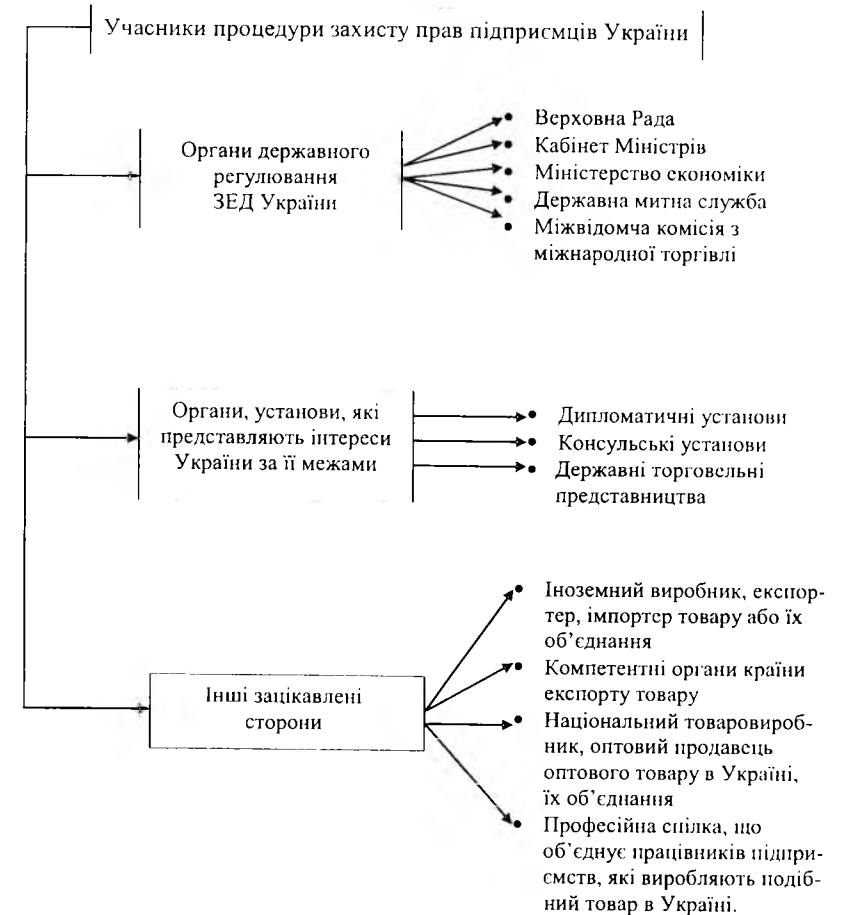 Учасники процедури захисту прав підприємців України
Органи державного
регулювання
ЗЕД України
• Верховна Рада
• Кабінет Міністрів
• Міністерство економіки
• Державна митна служба
• Міжвідомча комісія з
міжнародної торгівлі
Органи, установи, які
представляють інтереси
України за її межами
• Дипломатичні установи
• Консульські установи
• Державні торговельні
представництва
Інші зацікавлені
сторони
• Іноземний виробник, експор-
тер, імпортер товару або їх
об’єднання
• Компетентні органи країни
експорту товару
• Національний товаровироб-
ник, оптовий продавець
оптового товару в Україні,
їх об’єднання
• Професійна спілка, що
об’єднує працівників підпри-
ємств, які виробляють подіб-
ний товар в Україні.